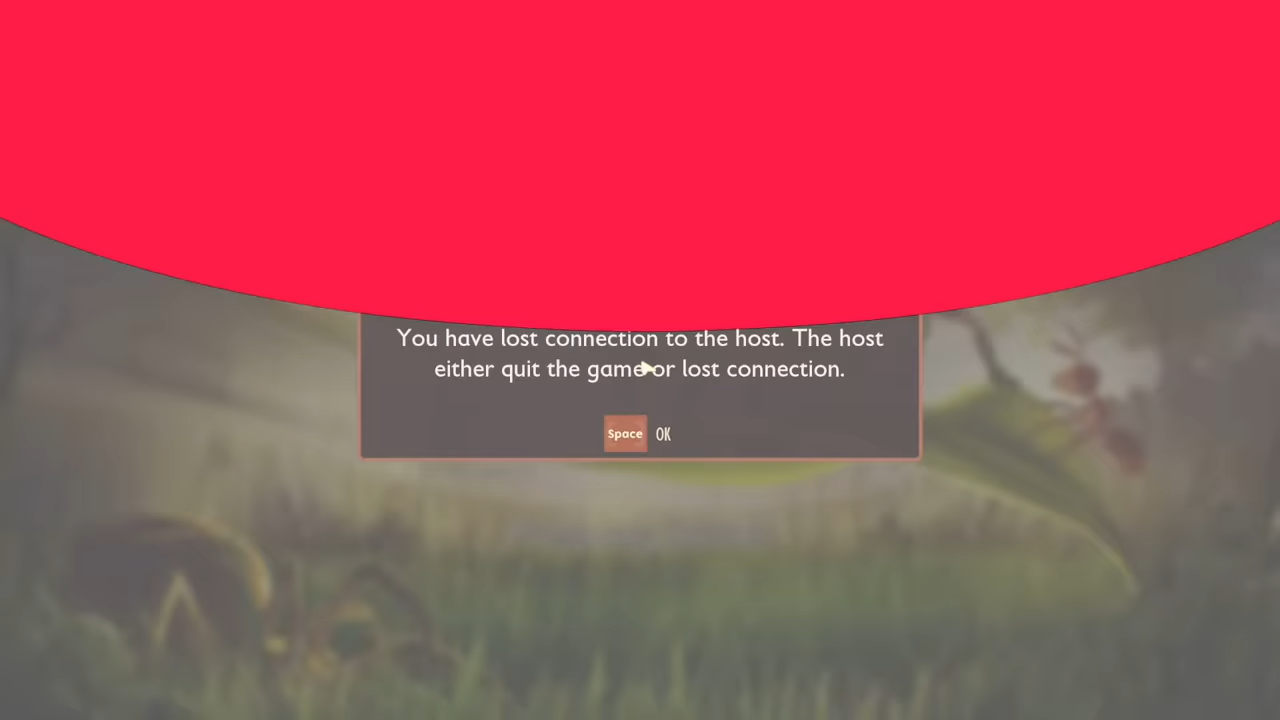 You have lost connection to the host. The host
either quit the game or lost connection.
Space OK